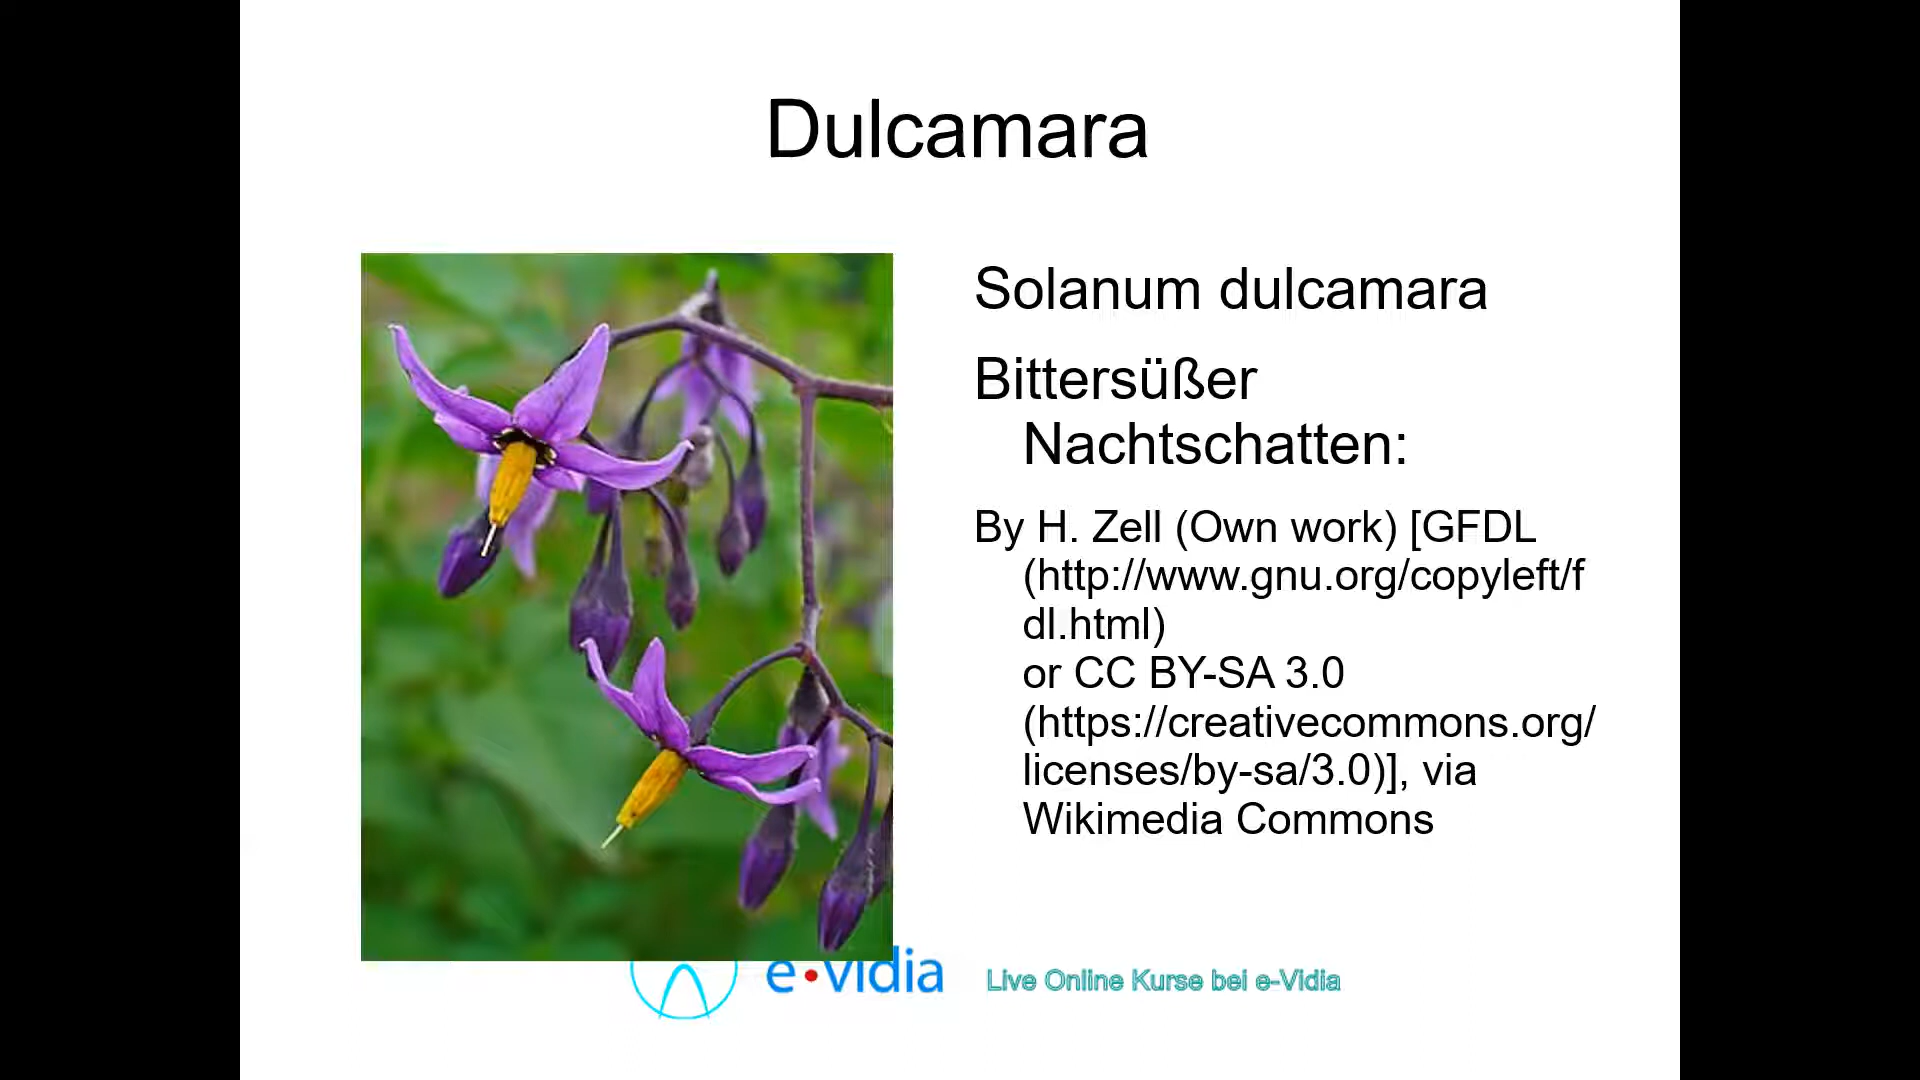 Dulcamara
Solanum dulcamara
Bittersüßer
Nachtschatten:
By H. Zell (Own work) [GFDL
(http://www.gnu.org/copyleft/f
dl.html)
or CC BY-SA 3.0
(https://creativecommons.org/
licenses/by-sa/3.0)], via
Wikimedia Commons
e•vidia
Live Online Kurse bei e-Vidia